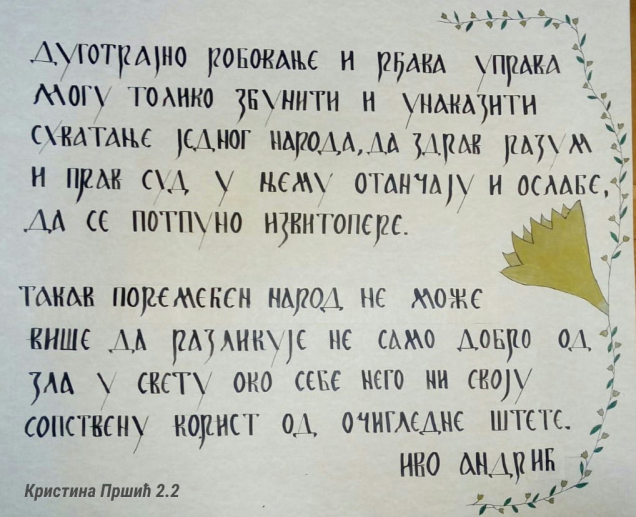 Дуготрајно робовање и рђава управа
могу толико збунити и унаказити
схватање једног народа, да здрав разум
и прав суд у њему отанчају и ослабе,
да се потпуно извитопере.
Такав поремећен народ не може
више да разликује не само добро од
зла у свету око себе него ни своју
сопствену корист од очигледне штете.
Иво Андрић
Кристина Пршић 2.2